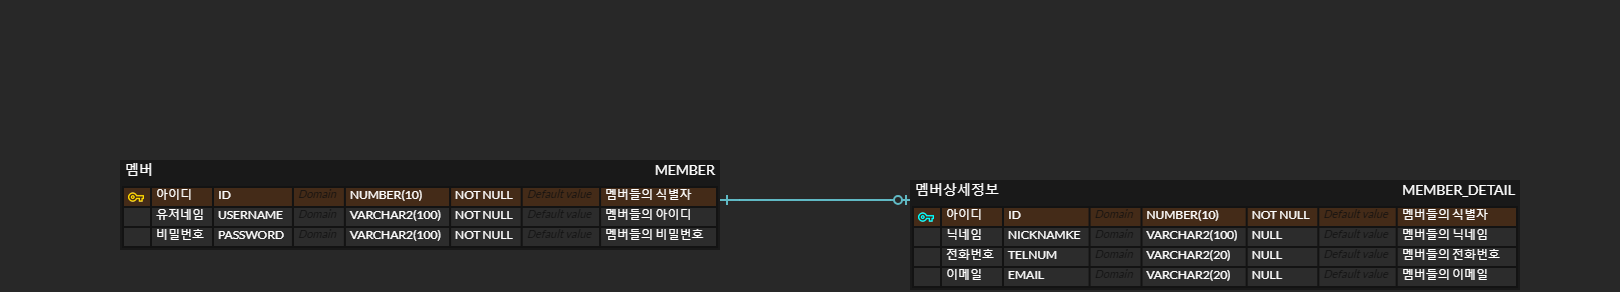 멤버 MEMBER
아이디 ID Domain NUMBER(10) NOT NULL Default value 멤버들의 식별자
유저네임 USERNAME Domain VARCHAR2(100) NOT NULL Default value 멤버들의 아이디
비밀번호 PASSWORD Domain VARCHAR2(100) NOT NULL Default value 멤버들의 비밀번호
멤버상세정보 MEMBER_DETAIL
아이디 ID Domain NUMBER(10) NOT NULL Default value 멤버들의 식별자
닉네임 NICKNAMKE Domain VARCHAR2(100) NULL Default value 멤버들의 닉네임
전화번호 TELNUM Domain VARCHAR2(20) NULL Default value 멤버들의 전화번호
이메일 EMAIL Domain VARCHAR2(20) NULL Default value 멤버들의 이메일